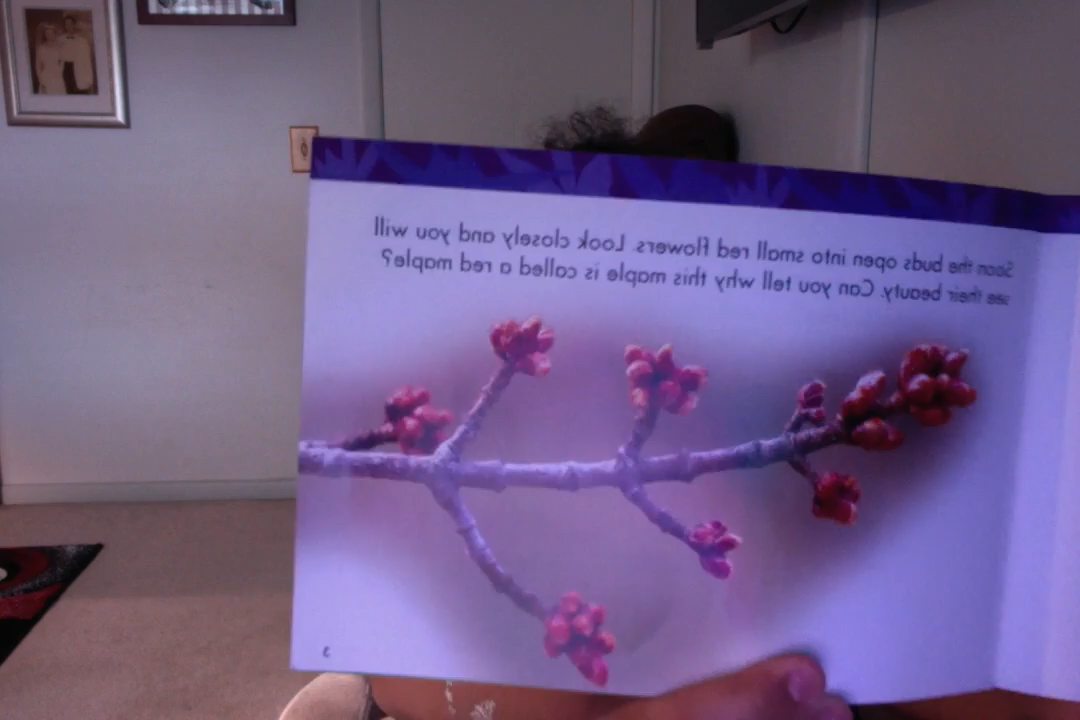 Soon the buds open into small red flowers. Look closely and you will
see their beauty. Can you tell why this maple is called a red maple?
3